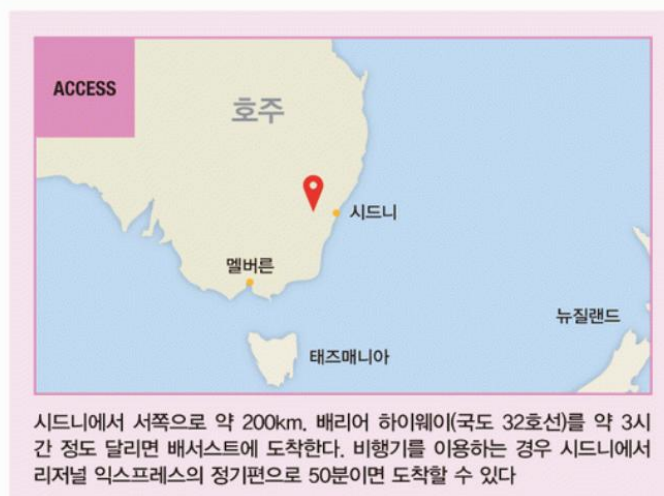 ACCESS
호주
시드니
멜버른
뉴질랜드
태즈매니아
시드니에서 서쪽으로 약 200km. 배리어 하이웨이(국도 32호선)를 약 3시
간 정도 달리면 배서스트에 도착한다. 비행기를 이용하는 경우 시드니에서
리저널 익스프레스의 정기편으로 50분이면 도착할 수 있다